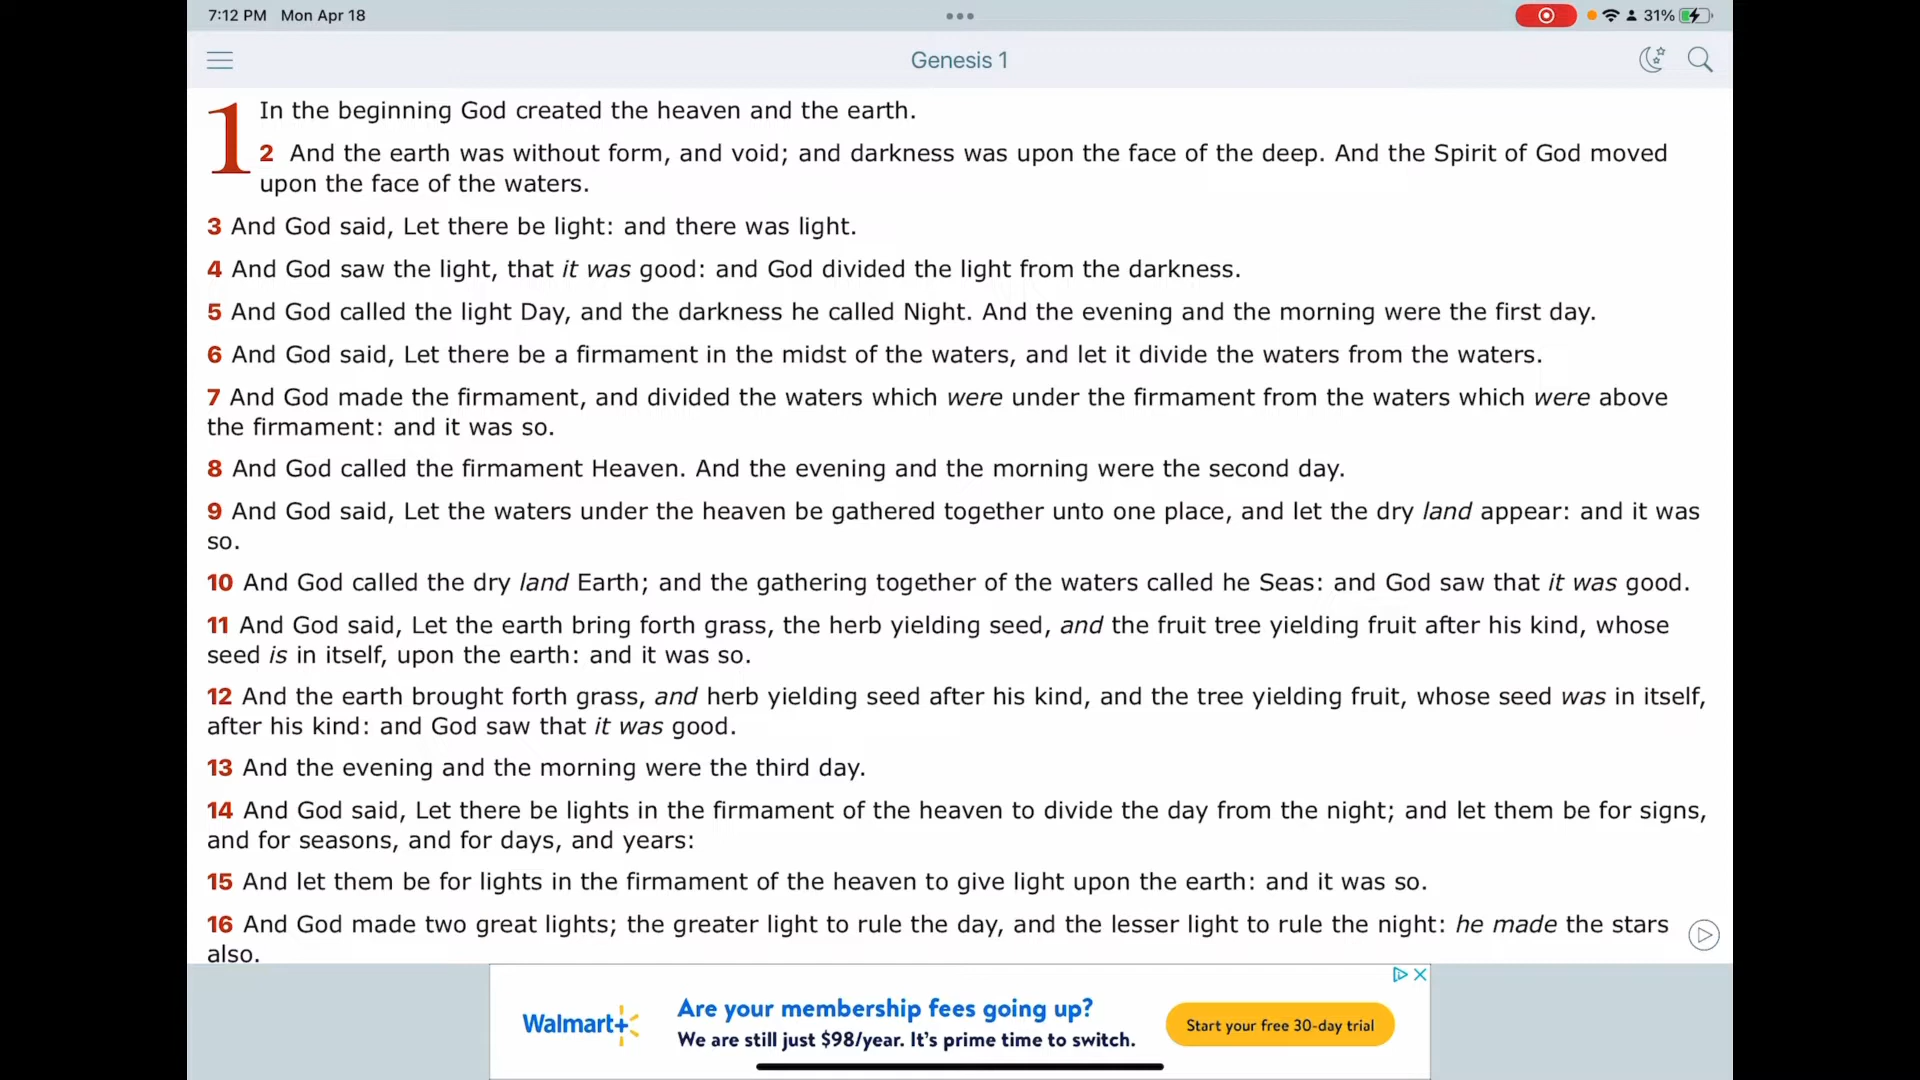 7:12 PM Mon Apr 18
31%
Genesis 1
1 In the beginning God created the heaven and the earth.
2 And the earth was without form, and void; and darkness was upon the face of the deep. And the Spirit of God moved
upon the face of the waters.
3 And God said, Let there be light: and there was light.
4 And God saw the light, that it was good: and God divided the light from the darkness.
5 And God called the light Day, and the darkness he called Night. And the evening and the morning were the first day.
6 And God said, Let there be a firmament in the midst of the waters, and let it divide the waters from the waters.
7 And God made the firmament, and divided the waters which were under the firmament from the waters which were above
the firmament: and it was so.
8 And God called the firmament Heaven. And the evening and the morning were the second day.
9 And God said, Let the waters under the heaven be gathered together unto one place, and let the dry land appear: and it was
so.
10 And God called the dry land Earth; and the gathering together of the waters called he Seas: and God saw that it was good.
11 And God said, Let the earth bring forth grass, the herb yielding seed, and the fruit tree yielding fruit after his kind, whose
seed is in itself, upon the earth: and it was so.
12 And the earth brought forth grass, and herb yielding seed after his kind, and the tree yielding fruit, whose seed was in itself,
after his kind: and God saw that it was good.
13 And the evening and the morning were the third day.
14 And God said, Let there be lights in the firmament of the heaven to divide the day from the night; and let them be for signs,
and for seasons, and for days, and years:
15 And let them be for lights in the firmament of the heaven to give light upon the earth: and it was so.
16 And God made two great lights; the greater light to rule the day, and the lesser light to rule the night: he made the stars
also.
Walmart+
Are your membership fees going up?
We are still just $98/year. It's prime time to switch.
Start your free 30-day trial